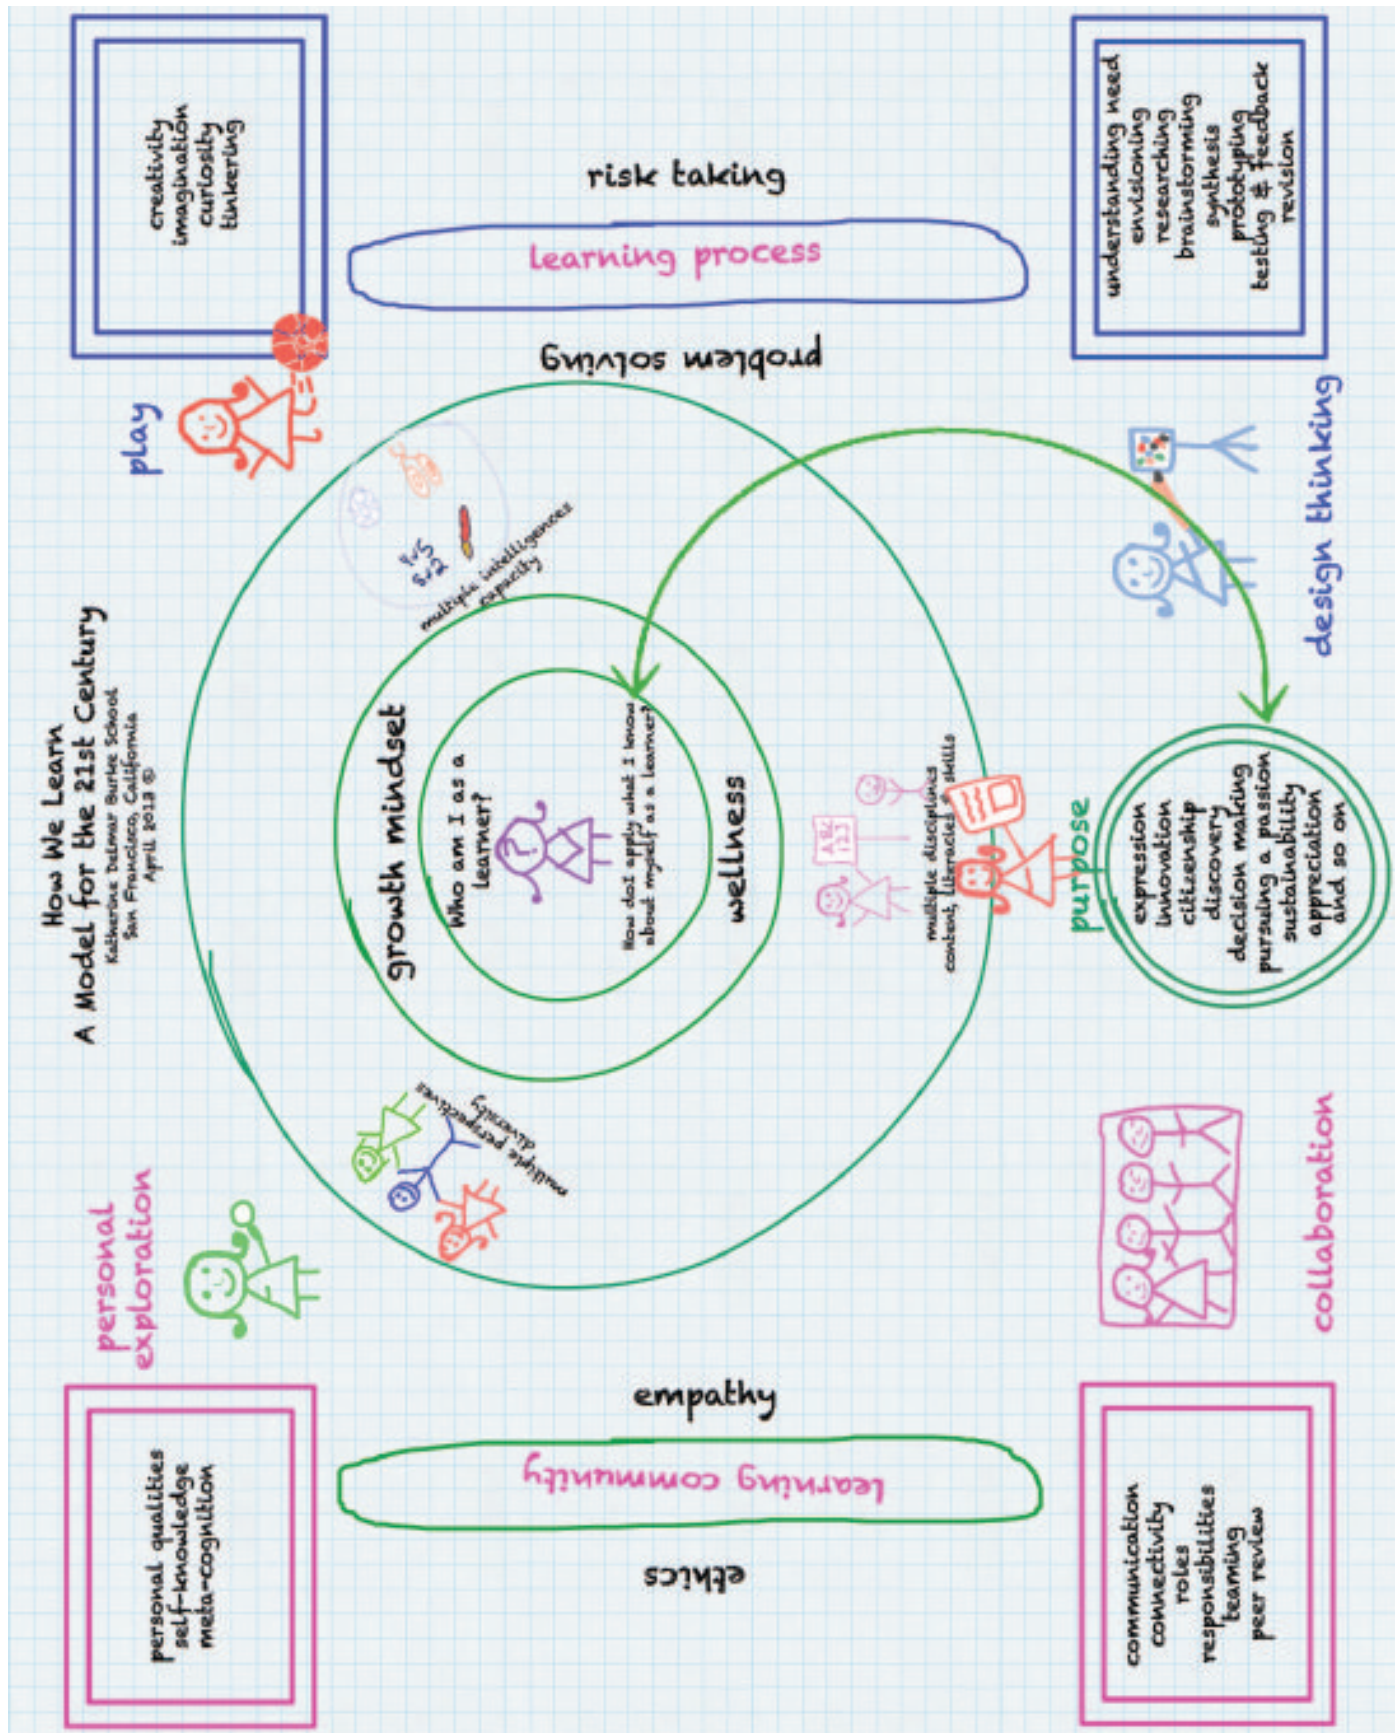 How We Learn
A Model for the 21st Century
Katherine Delmar Burke School
San Francisco, California
April 2013 ©
personal
exploration
personal qualities
self-knowledge
meta-cognition
play
creativity
imagination
curiosity
tinkering
ethics
learning community
empathy
problem solving
learning process
risk taking
multiple perspectives
diversity
multiple intelligences
capacity
growth mindset
Who am I as a
learner?
?
How do I apply what I know
about myself as a learner?
wellness
ABC
123
multiple disciplines
content, literacies & skills
purpose
expression
innovation
citizenship
discovery
decision making
pursuing a passion
sustainability
appreciation
and so on
collaboration
communication
connectivity
roles
responsibilities
teaming
peer review
design thinking
understanding need
envisioning
researching
brainstorming
synthesis
prototyping
testing & feedback
revision